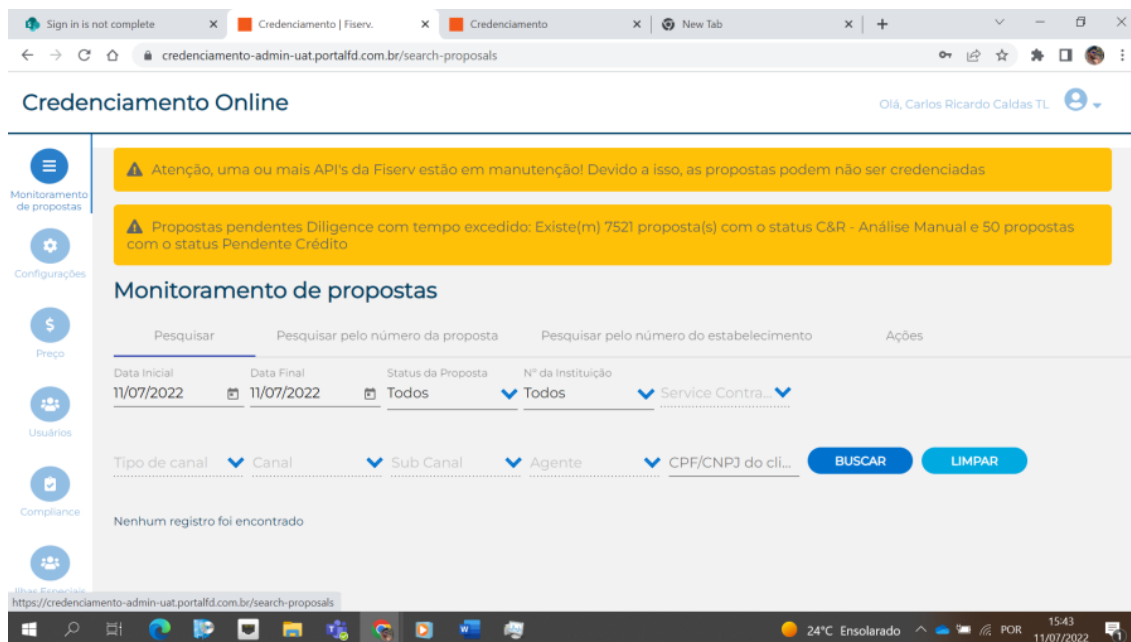 Sign in is not complete
Credenciamento | Fiserv.
Credenciamento
New Tab
credenciamento-admin-uat.portalfd.com.br/search-proposals
Credenciamento Online
Olá, Carlos Ricardo Caldas TL
Monitoramento
de propostas
Configurações
Preço
Usuários
Compliance
Ilhas Especiais
Atenção, uma ou mais API's da Fiserv estão em manutenção! Devido a isso, as propostas podem não ser credenciadas
Propostas pendentes Diligence com tempo excedido: Existe(m) 7521 proposta(s) com o status C&R - Análise Manual e 50 propostas
com o status Pendente Crédito
Monitoramento de propostas
Pesquisar
Pesquisar pelo número da proposta
Pesquisar pelo número do estabelecimento
Ações
Data Inicial
11/07/2022
Data Final
11/07/2022
Status da Proposta
Todos
Nº da Instituição
Todos
Service Contra...
Tipo de canal
Canal
Sub Canal
Agente
CPF/CNPJ do cli...
BUSCAR
LIMPAR
Nenhum registro foi encontrado
https://credenciamento-admin-uat.portalfd.com.br/search-proposals
24°C Ensolarado
POR
15:43
11/07/2022